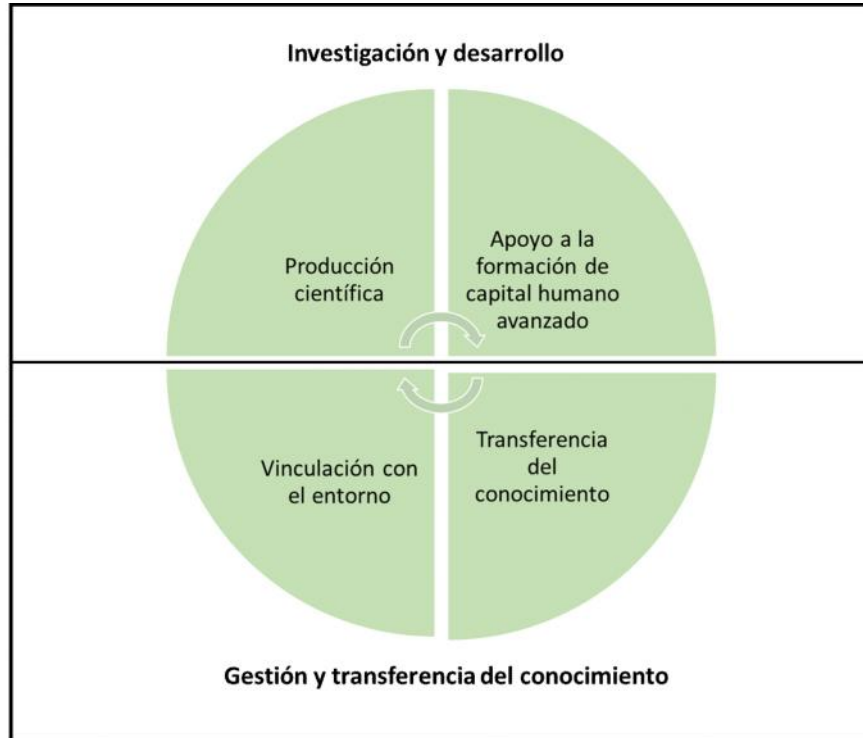 Investigación y desarrollo
Producción
científica
Apoyo a la
formación de
capital humano
avanzado
Vinculación con
el entorno
Transferencia
del
conocimiento
Gestión y transferencia del conocimiento